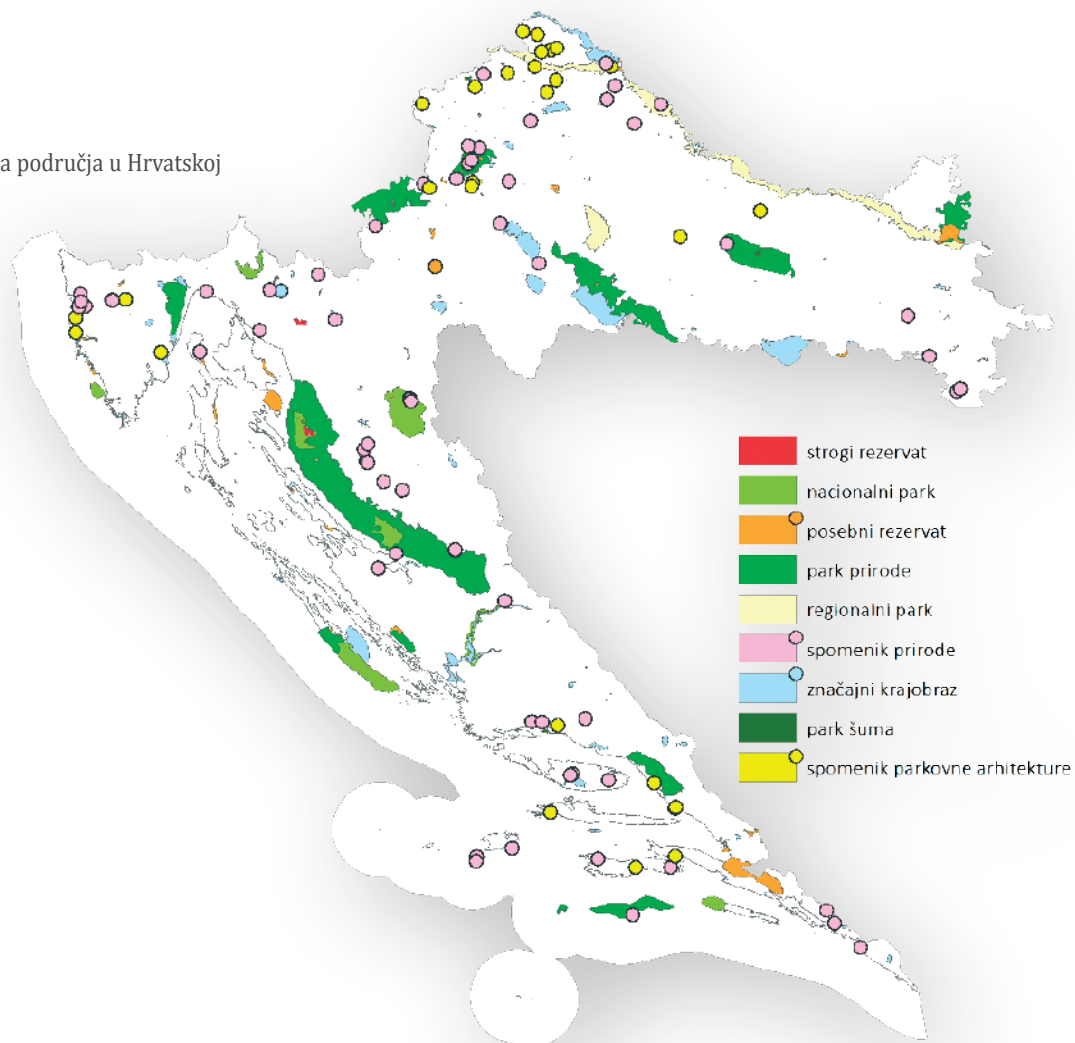 a područja u Hrvatskoj
strogi rezervat
nacionalni park
posebni rezervat
park prirode
regionalni park
spomenik prirode
značajni krajobraz
park šuma
spomenik parkovne arhitekture